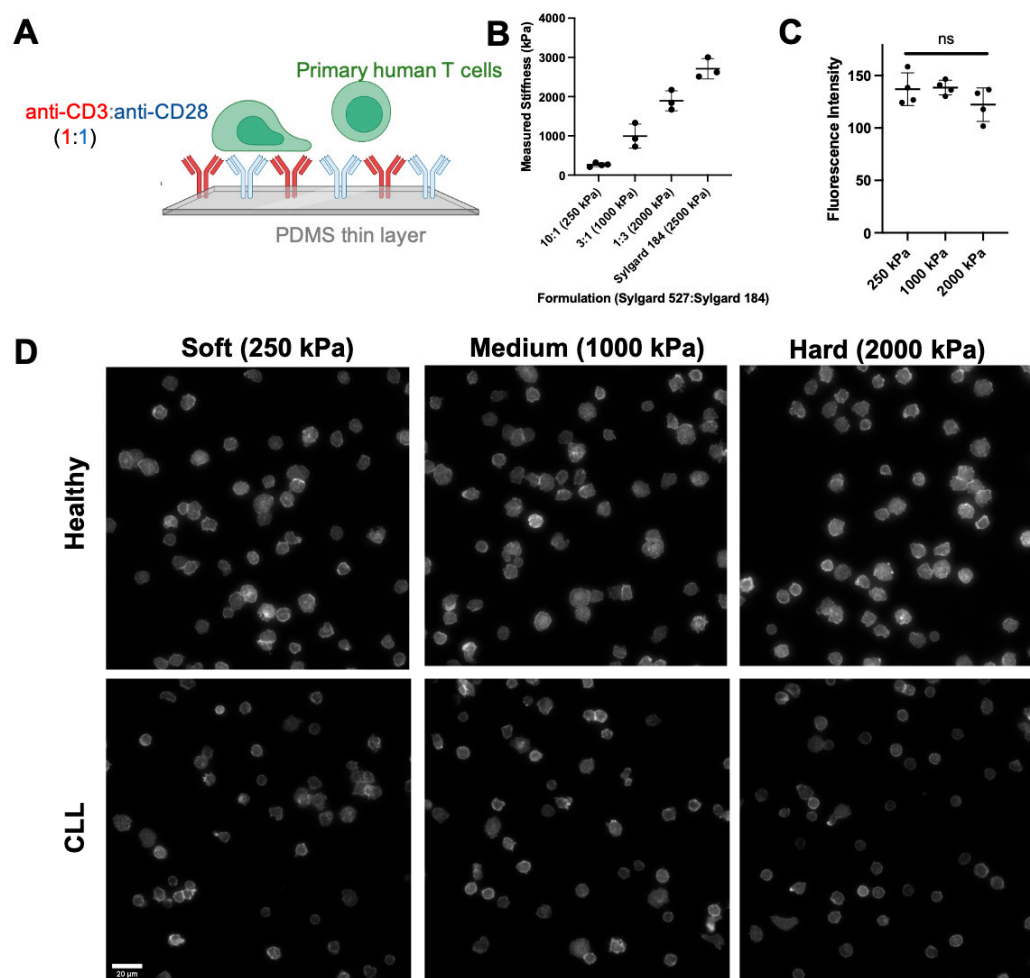 A
Primary human T cells
anti-CD3:anti-CD28
(1:1)
PDMS thin layer
B
Measured Stiffness (kPa)
4000
3000
2000
1000
0
10:1 (250 kPa)
3:1 (1000 kPa)
1:3 (2000 kPa)
Sylgard 184 (2500 kPa)
Formulation (Sylgard 527:Sylgard 184)
C
ns
Fluorescence Intensity
150
100
50
0
250 kPa
1000 kPa
2000 kPa
D
Soft (250 kPa)
Medium (1000 kPa)
Hard (2000 kPa)
Healthy
CLL
20 µm